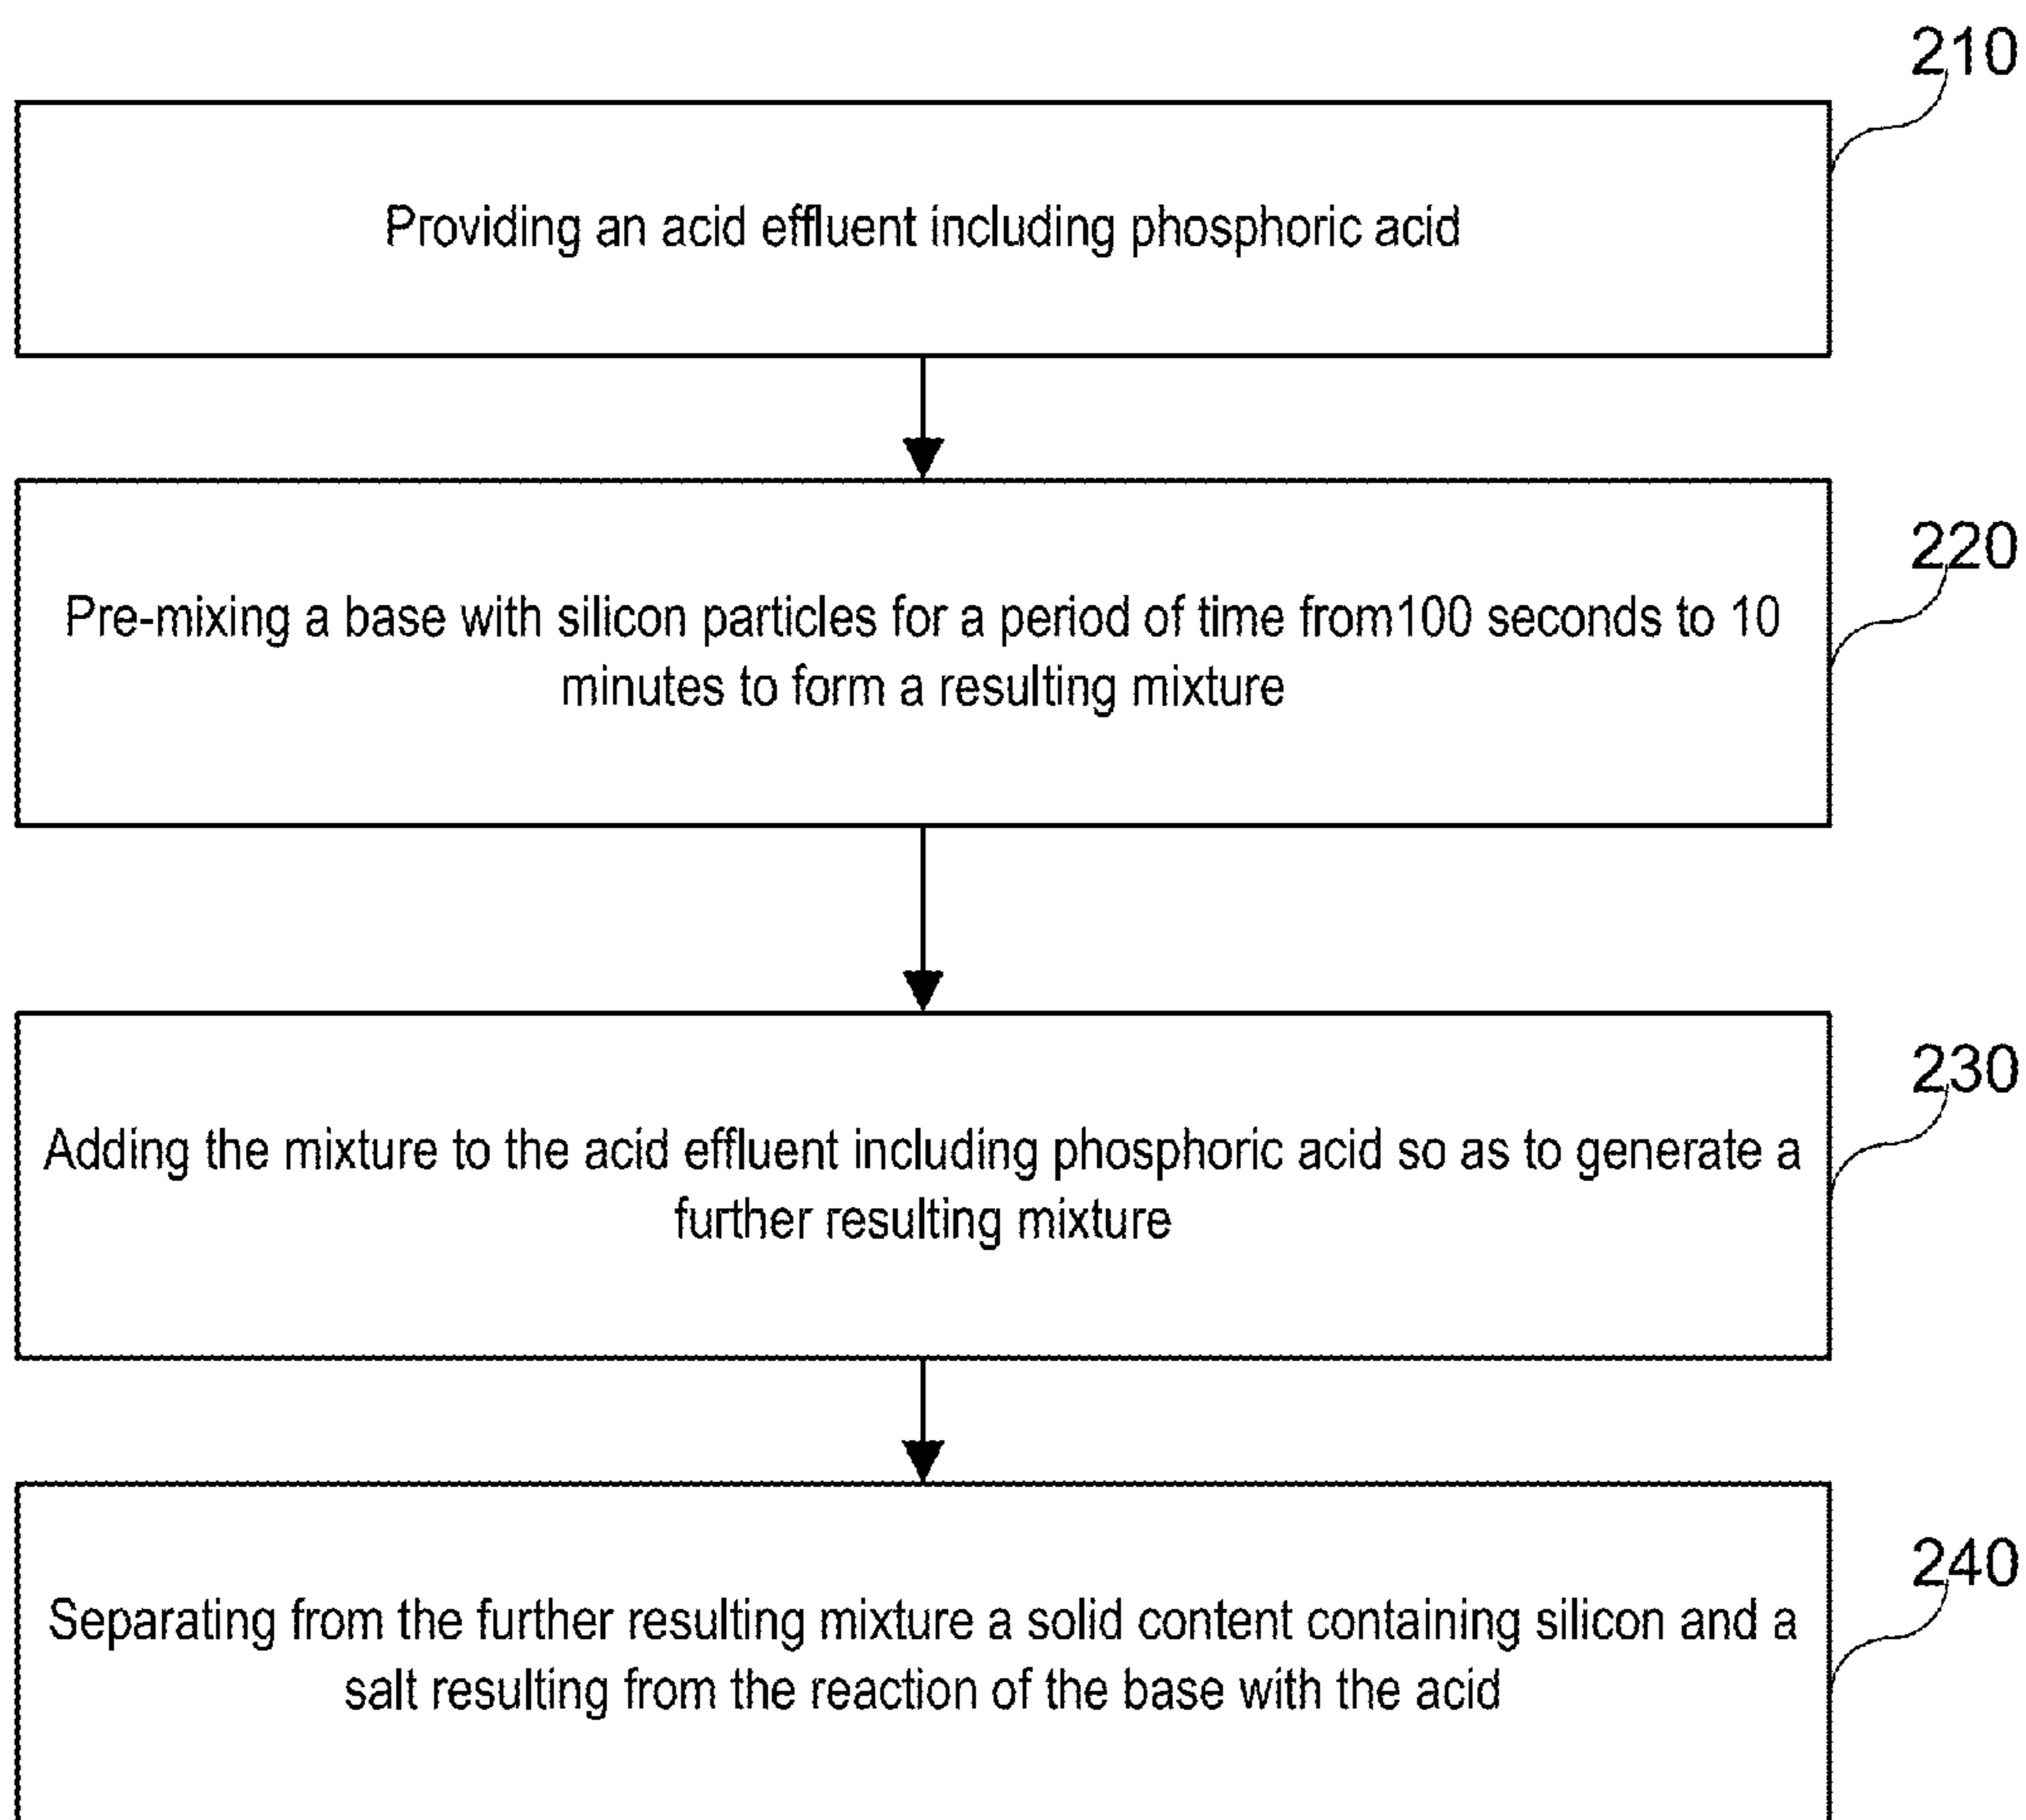 210
Providing an acid effluent including phosphoric acid
220
Pre-mixing a base with silicon particles for a period of time from100 seconds to 10
minutes to form a resulting mixture
230
Adding the mixture to the acid effluent including phosphoric acid so as to generate a
further resulting mixture
240
Separating from the further resulting mixture a solid content containing silicon and a
salt resulting from the reaction of the base with the acid